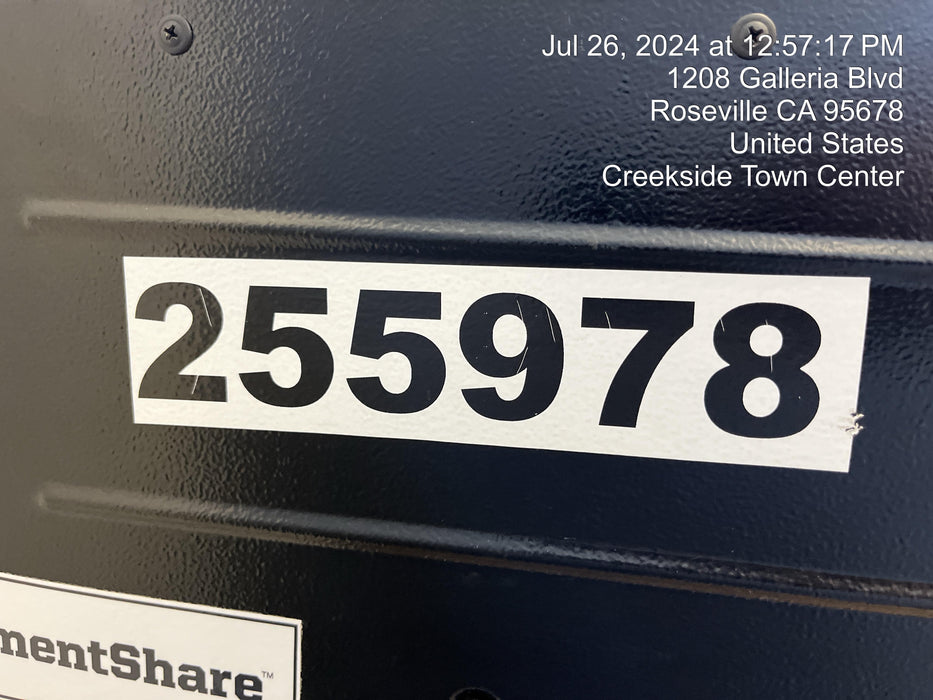 Jul 26, 2024 at 12:57:17 PM
1208 Galleria Blvd
Roseville CA 95678
United States
Creekside Town Center
255978
mentShare™